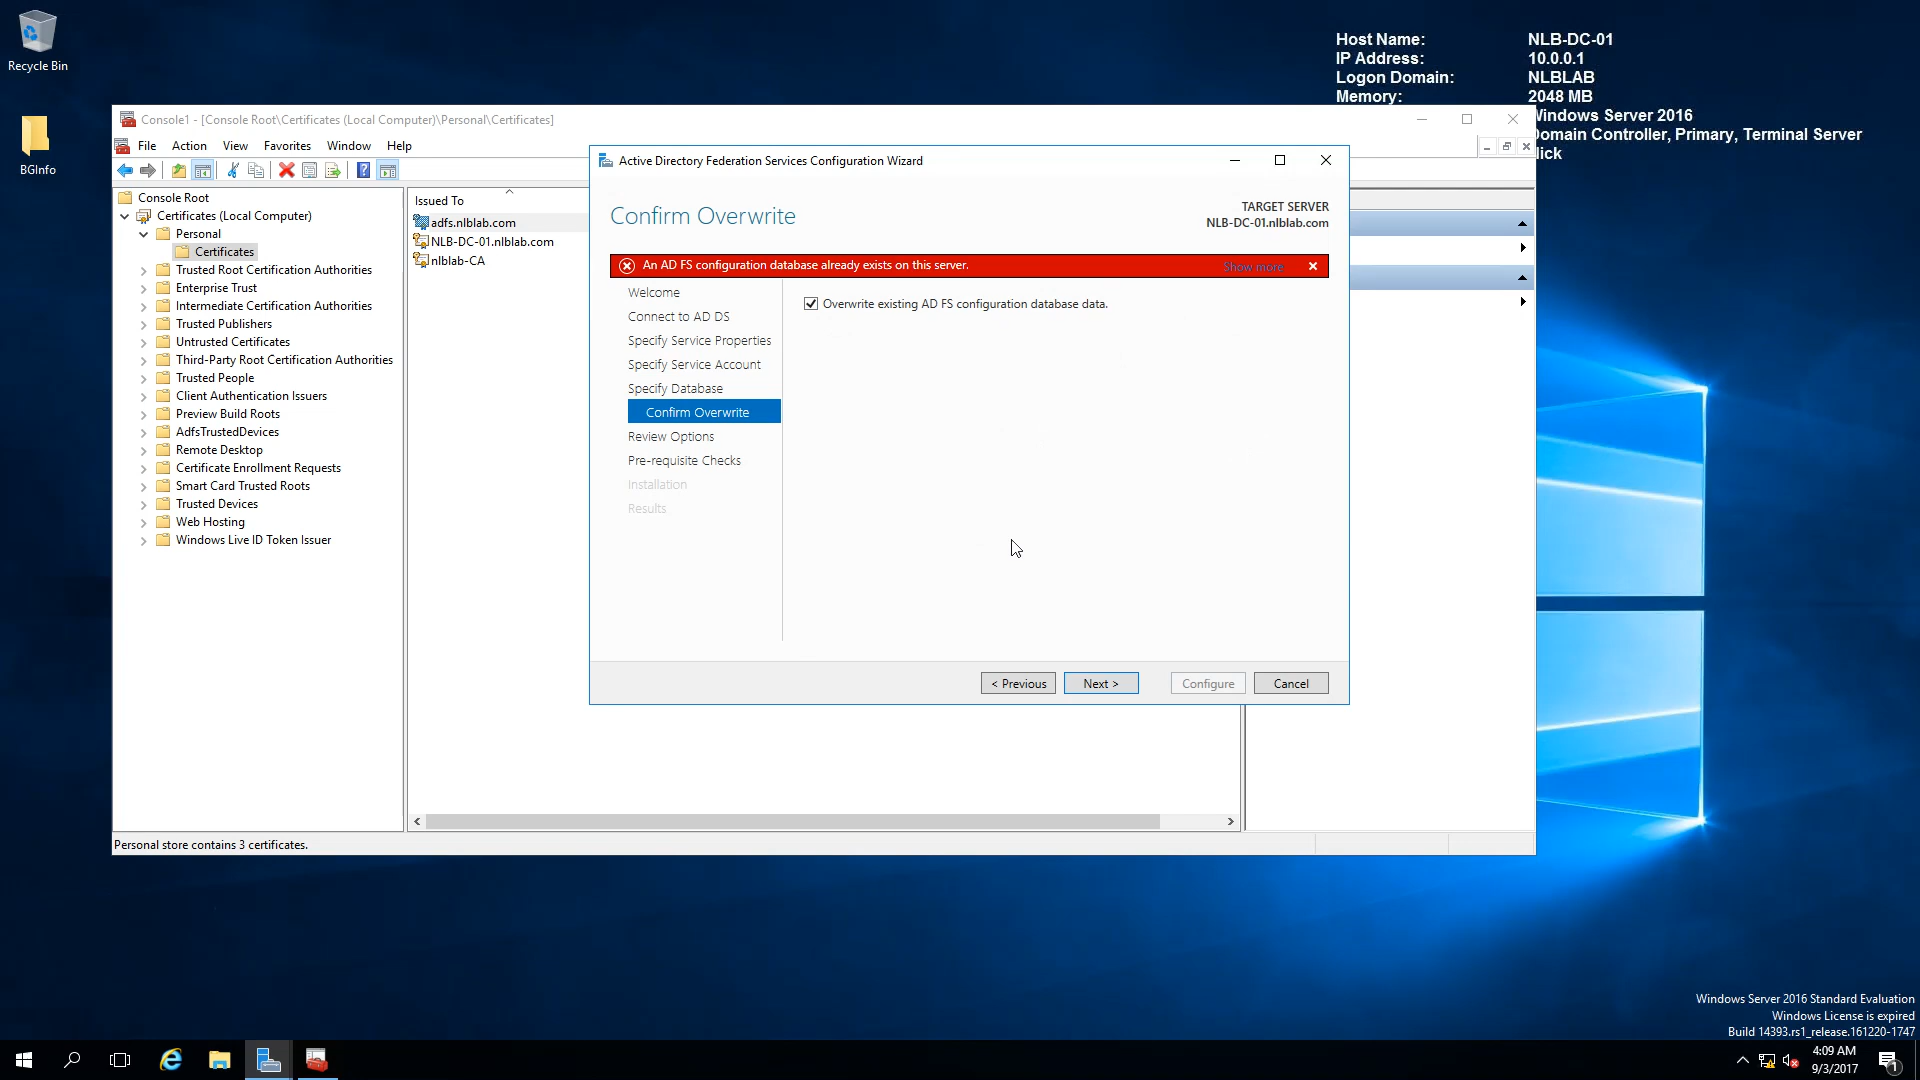 Recycle Bin
BGInfo
Host Name: NLB-DC-01
IP Address: 10.0.0.1
Logon Domain: NLBLAB
Memory: 2048 MB
Windows Server 2016
Domain Controller, Primary, Terminal Server
lick
Console1 - [Console Root\Certificates (Local Computer)\Personal\Certificates]
File Action View Favorites Window Help
Console Root
Certificates (Local Computer)
Personal
Certificates
Trusted Root Certification Authorities
Enterprise Trust
Intermediate Certification Authorities
Trusted Publishers
Untrusted Certificates
Third-Party Root Certification Authorities
Trusted People
Client Authentication Issuers
Preview Build Roots
AdfsTrustedDevices
Remote Desktop
Certificate Enrollment Requests
Smart Card Trusted Roots
Trusted Devices
Web Hosting
Windows Live ID Token Issuer
Issued To
adfs.nlblab.com
NLB-DC-01.nlblab.com
nlblab-CA
Personal store contains 3 certificates.
Active Directory Federation Services Configuration Wizard
Confirm Overwrite
TARGET SERVER
NLB-DC-01.nlblab.com
An AD FS configuration database already exists on this server. Show more
Welcome
Connect to AD DS
Specify Service Properties
Specify Service Account
Specify Database
Confirm Overwrite
Review Options
Pre-requisite Checks
Installation
Results
Overwrite existing AD FS configuration database data.
< Previous Next > Configure Cancel
Windows Server 2016 Standard Evaluation
Windows License is expired
Build 14393.rs1_release.161220-1747
4:09 AM
9/3/2017
1